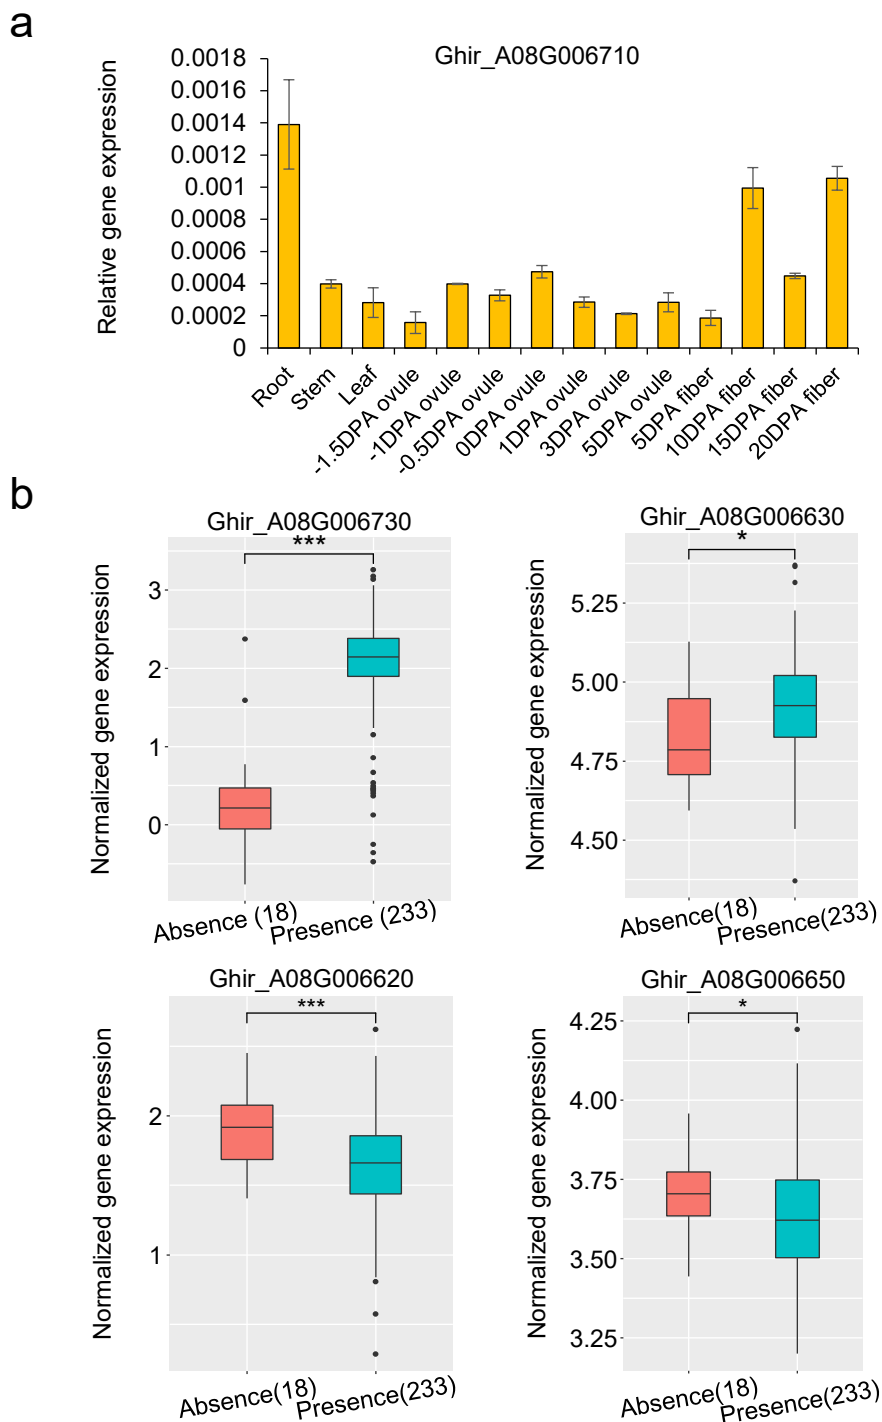 a
Ghir_A08G006710
Relative gene expression
0.0018
0.0016
0.0014
0.0012
0.001
0.0008
0.0006
0.0004
0.0002
0
Root
Stem
Leaf
-1.5DPA ovule
-1DPA ovule
-0.5DPA ovule
0DPA ovule
1DPA ovule
3DPA ovule
5DPA ovule
5DPA fiber
10DPA fiber
15DPA fiber
20DPA fiber
b
Ghir_A08G006730
***
Normalized gene expression
3
2
1
0
Absence (18)
Presence (233)
Ghir_A08G006630
*
Normalized gene expression
5.25
5.00
4.75
4.50
Absence(18)
Presence(233)
Ghir_A08G006620
***
Normalized gene expression
2
1
Absence(18)
Presence(233)
Ghir_A08G006650
*
Normalized gene expression
4.25
4.00
3.75
3.50
3.25
Absence(18)
Presence(233)